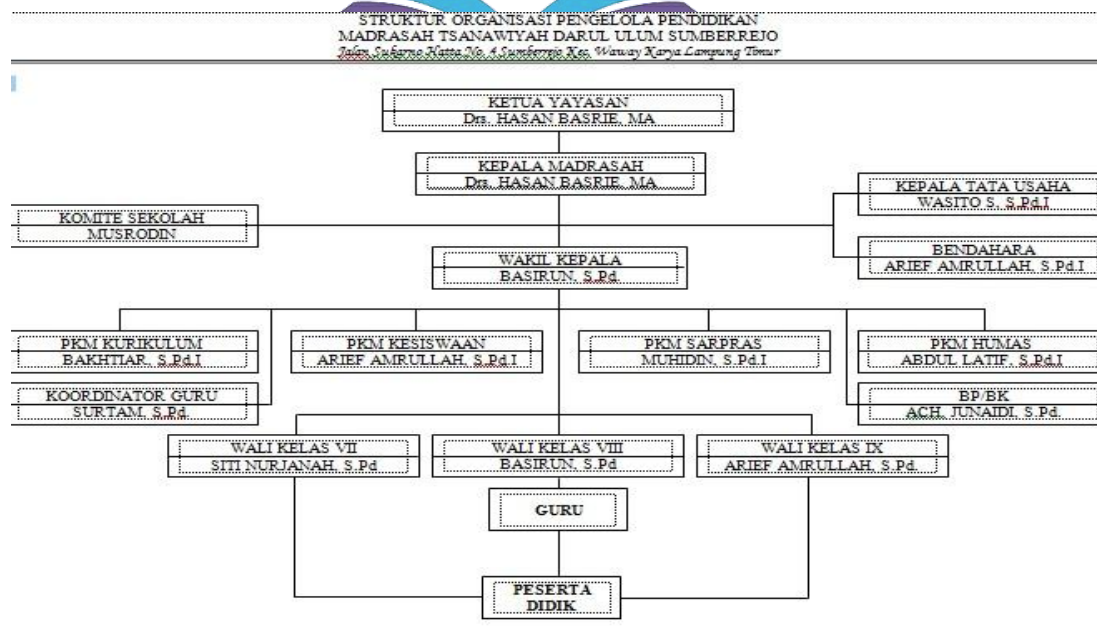 STRUKTUR ORGANISASI PENGELOLA PENDIDIKAN
MADRASAH TSANAWIYAH DARUL ULUM SUMBERREJO
Jalan Sukarno Hatta No. 4 Sumberrejo Kec. Waway Karya Lampung Timur
KETUA YAYASAN
Drs. HASAN BASRIE, MA
KEPALA MADRASAH
Drs. HASAN BASRIE, MA
KEPALA TATA USAHA
WASITO S, S.Pd.I
KOMITE SEKOLAH
MUSRODIN
BENDAHARA
ARIEF AMRULLAH, S.Pd.I
WAKIL KEPALA
BASIRUN, S.Pd.
PKM KURIKULUM
BAKHTIAR, S.Pd.I
PKM KESISWAAN
ARIEF AMRULLAH, S.Pd.I
PKM SARPRAS
MUHIDIN, S.Pd.I
PKM HUMAS
ABDUL LATIF, S.Pd.I
KOORDINATOR GURU
SURTAM, S.Pd.
BP/BK
ACH. JUNAIDI, S.Pd.
WALI KELAS VII
SITI NURJANAH, S.Pd
WALI KELAS VIII
BASIRUN, S.Pd
WALI KELAS IX
ARIEF AMRULLAH, S.Pd.
GURU
PESERTA
DIDIK